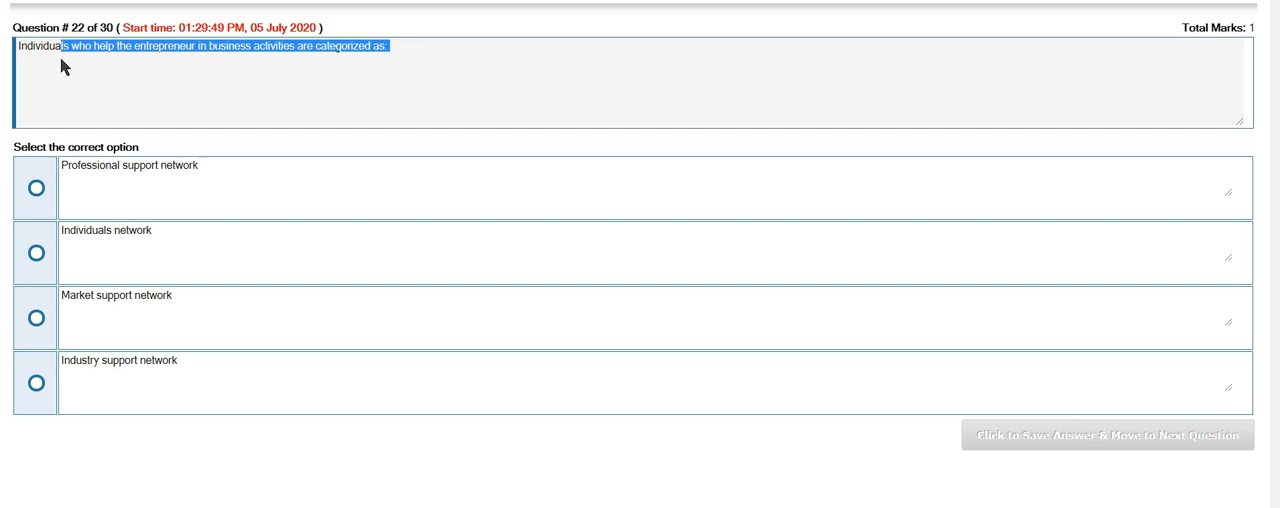 Question # 22 of 30 ( Start time: 01:29:49 PM, 05 July 2020 ) Total Marks: 1
Individuals who help the entrepreneur in business activities are categorized as:
Select the correct option
Professional support network
Individuals network
Market support network
Industry support network
Click to Save Answer & Move to Next Question